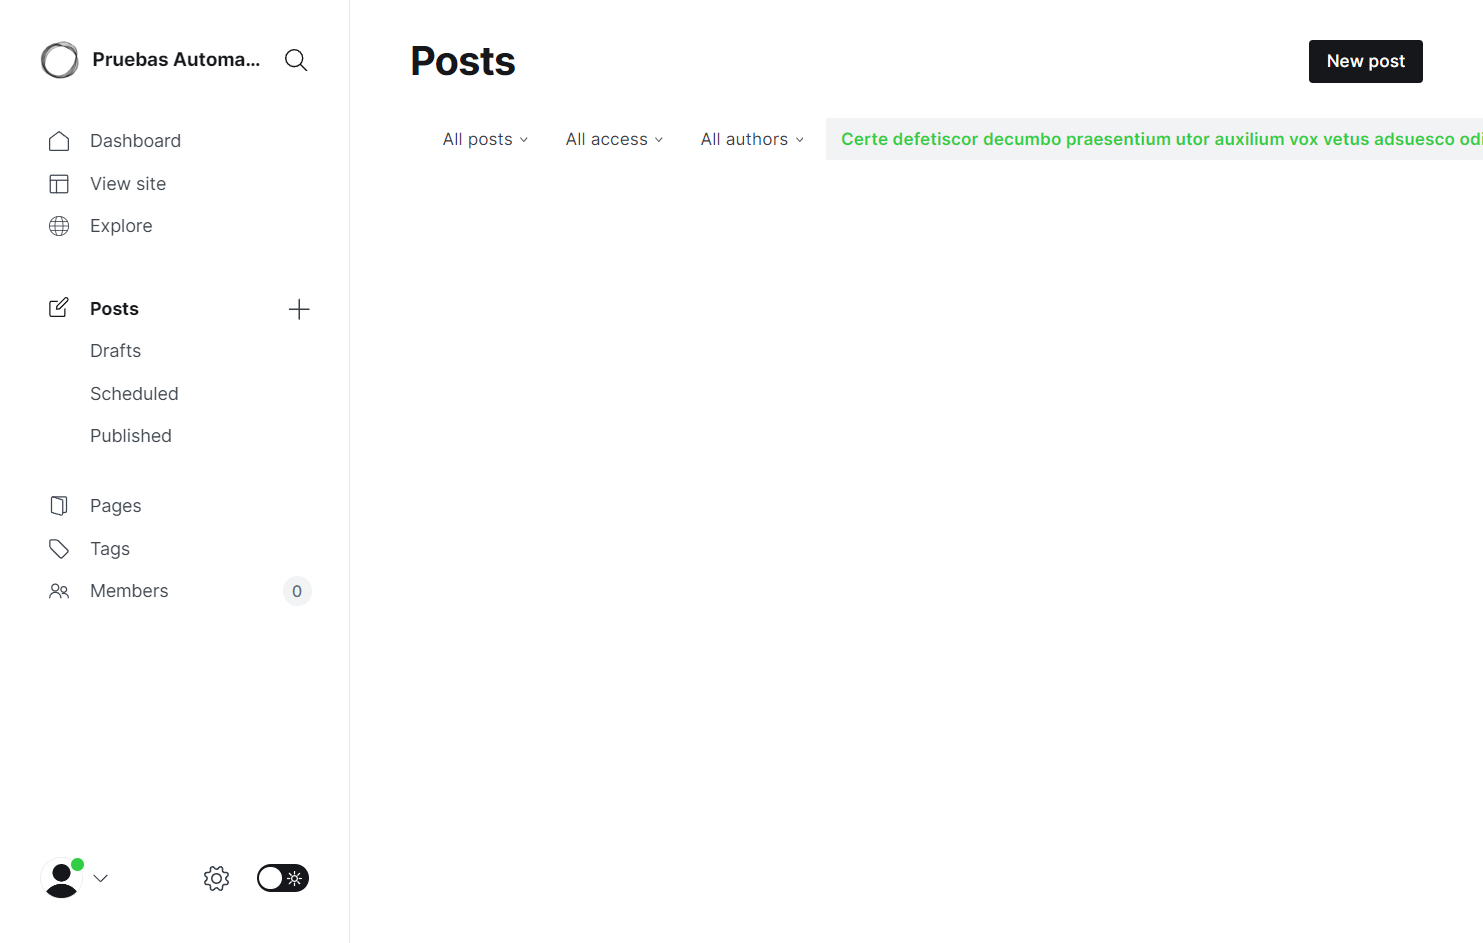 Pruebas Automa...
Dashboard
View site
Explore
Posts
Drafts
Scheduled
Published
Pages
Tags
Members
0
Posts
New post
All posts
All access
All authors
Certe defetiscor decumbo praesentium utor auxilium vox vetus adsuesco odi